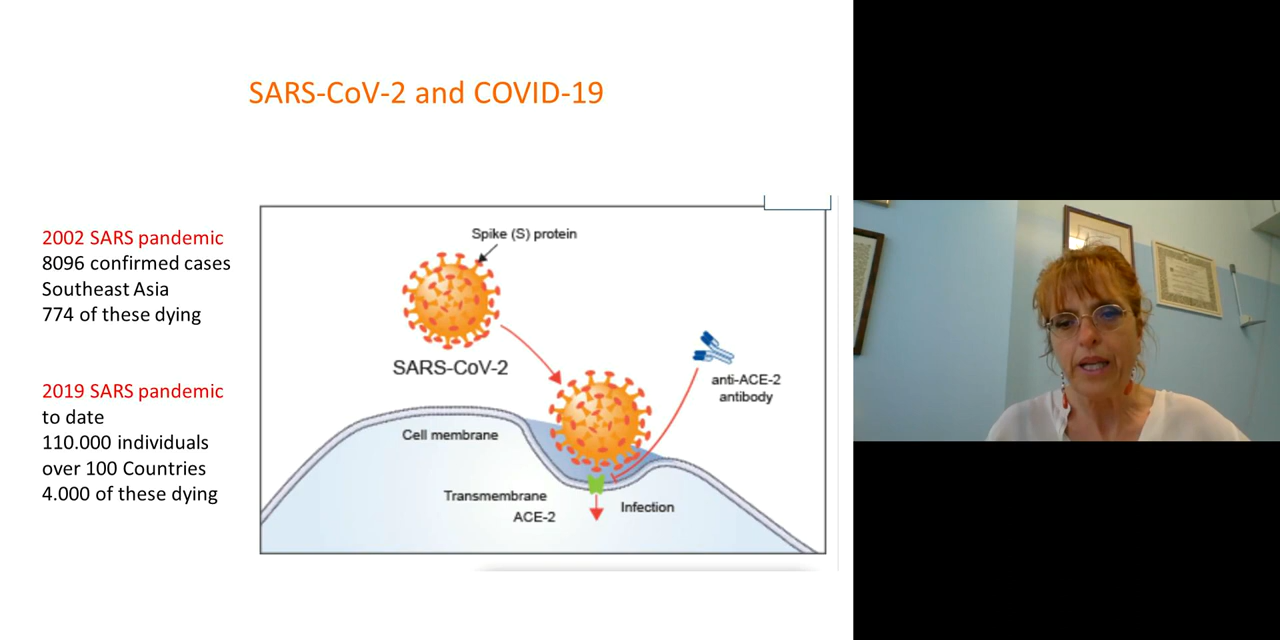 SARS-CoV-2 and COVID-19
2002 SARS pandemic
8096 confirmed cases
Southeast Asia
774 of these dying
2019 SARS pandemic
to date
110.000 individuals
over 100 Countries
4.000 of these dying
Spike (S) protein
SARS-CoV-2
anti-ACE-2
antibody
Cell membrane
Transmembrane
ACE-2
Infection